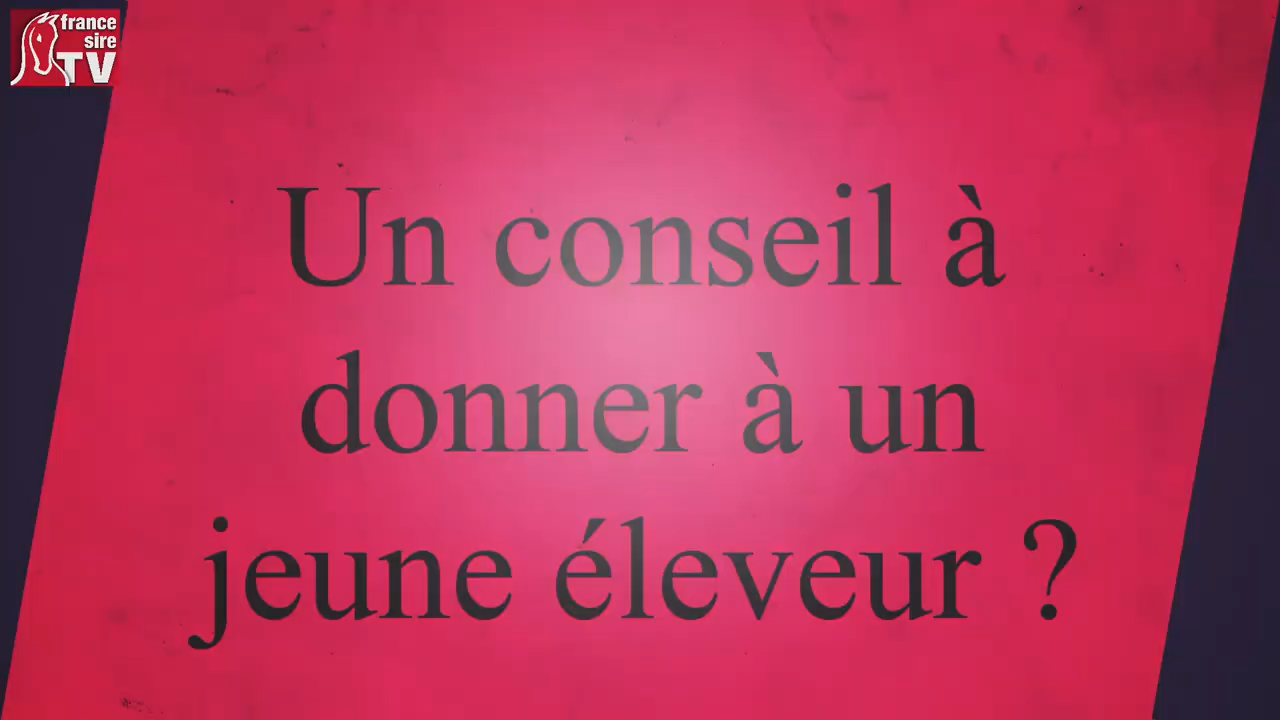 france
sire
TV
Un conseil à
donner à un
jeune éleveur ?